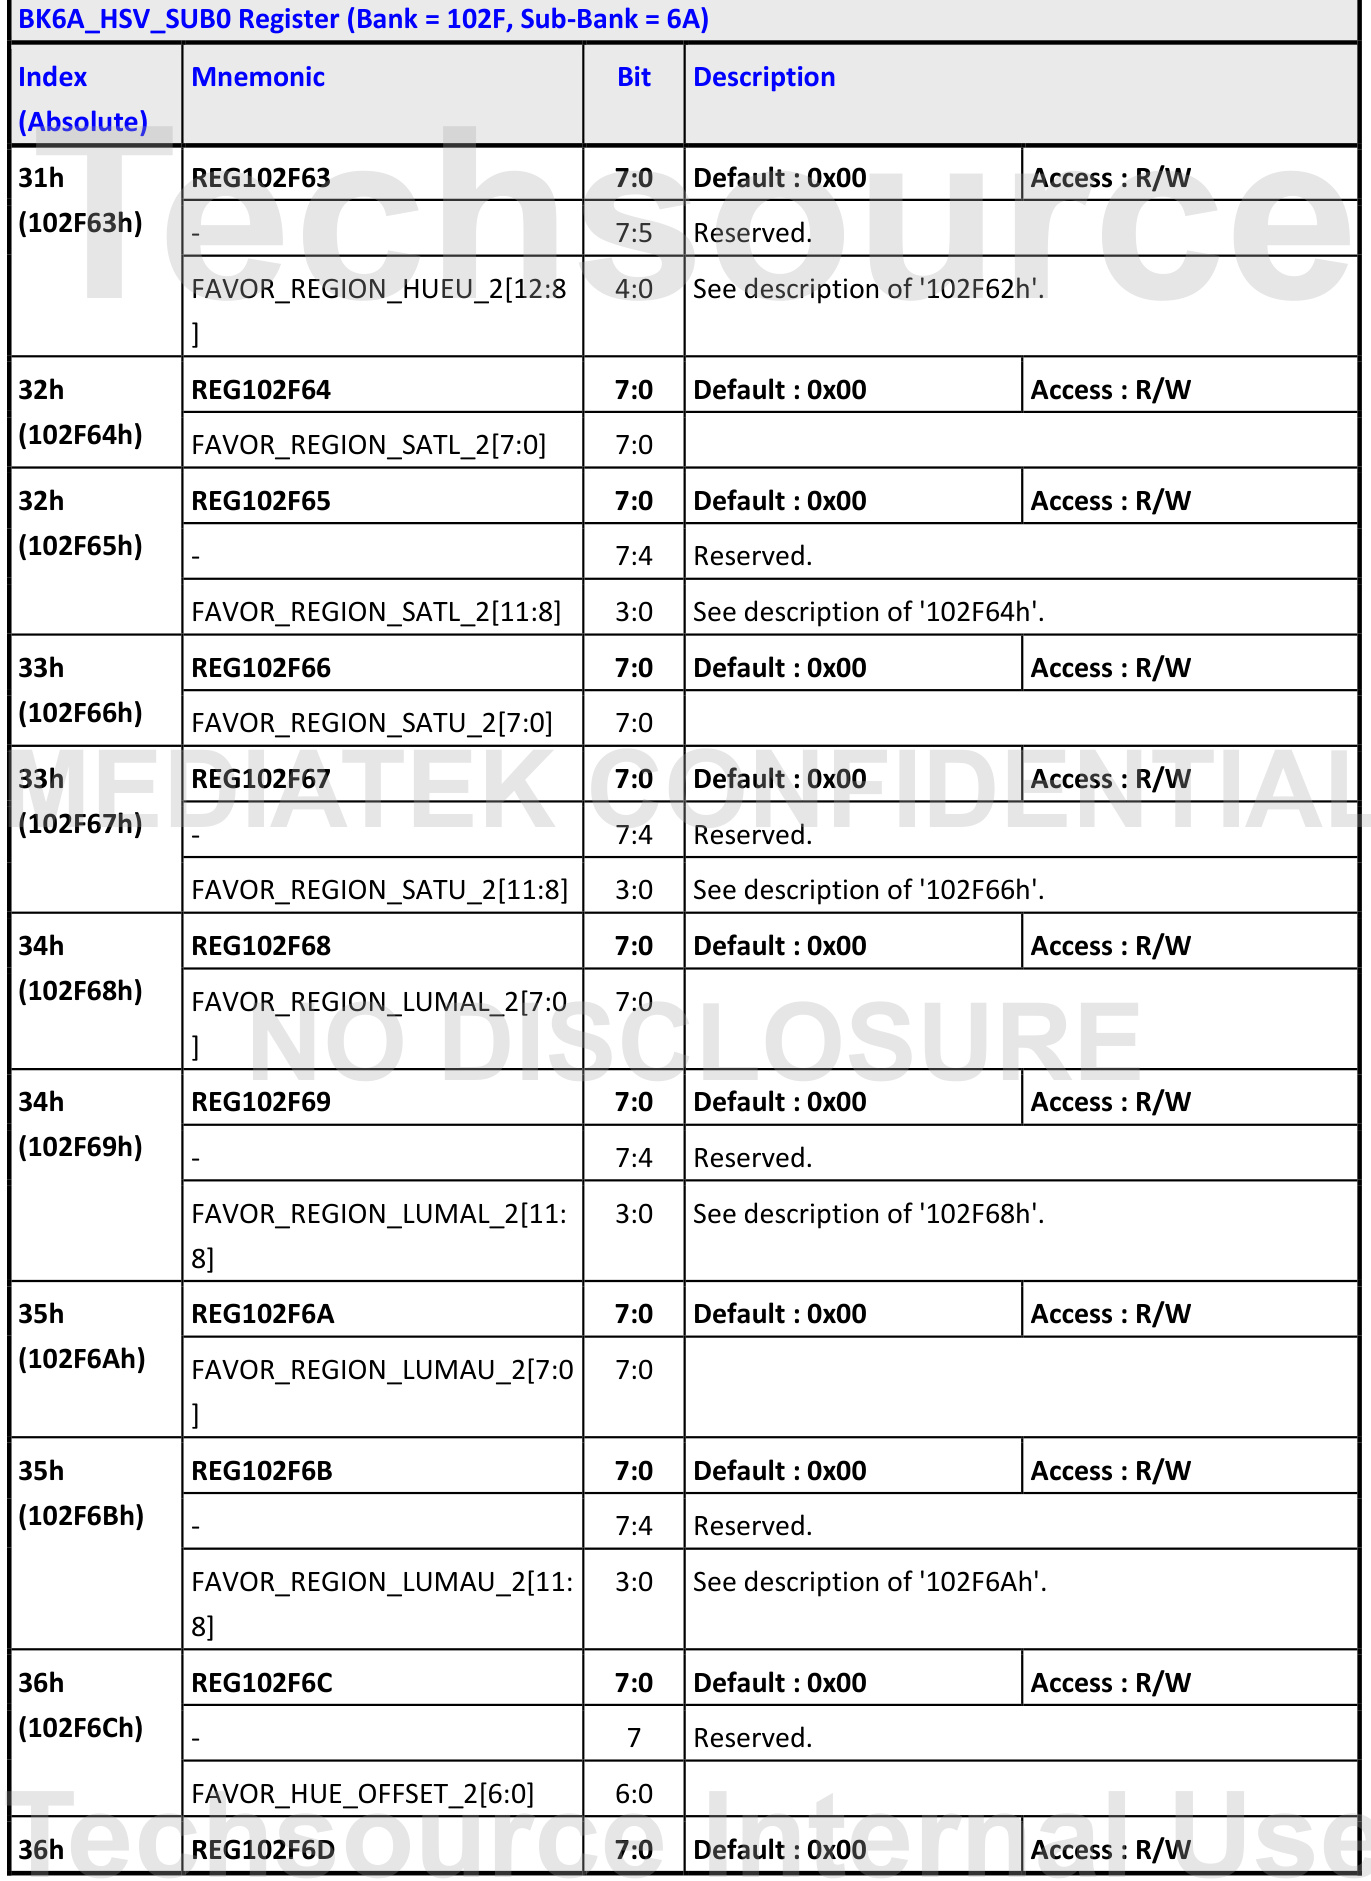 BK6A_HSV_SUB0 Register (Bank = 102F, Sub-Bank = 6A)
Index Mnemonic Bit Description
(Absolute)
31h REG102F63 7:0 Default : 0x00 Access : R/W
(102F63h) - 7:5 Reserved.
FAVOR_REGION_HUEU_2[12:8 4:0 See description of '102F62h'.
]
32h REG102F64 7:0 Default : 0x00 Access : R/W
(102F64h) FAVOR_REGION_SATL_2[7:0] 7:0
32h REG102F65 7:0 Default : 0x00 Access : R/W
(102F65h) - 7:4 Reserved.
FAVOR_REGION_SATL_2[11:8] 3:0 See description of '102F64h'.
33h REG102F66 7:0 Default : 0x00 Access : R/W
(102F66h) FAVOR_REGION_SATU_2[7:0] 7:0
33h REG102F67 7:0 Default : 0x00 Access : R/W
(102F67h) - 7:4 Reserved.
FAVOR_REGION_SATU_2[11:8] 3:0 See description of '102F66h'.
34h REG102F68 7:0 Default : 0x00 Access : R/W
(102F68h) FAVOR_REGION_LUMAL_2[7:0 7:0
]
34h REG102F69 7:0 Default : 0x00 Access : R/W
(102F69h) - 7:4 Reserved.
FAVOR_REGION_LUMAL_2[11: 3:0 See description of '102F68h'.
8]
35h REG102F6A 7:0 Default : 0x00 Access : R/W
(102F6Ah) FAVOR_REGION_LUMAU_2[7:0 7:0
]
35h REG102F6B 7:0 Default : 0x00 Access : R/W
(102F6Bh) - 7:4 Reserved.
FAVOR_REGION_LUMAU_2[11: 3:0 See description of '102F6Ah'.
8]
36h REG102F6C 7:0 Default : 0x00 Access : R/W
(102F6Ch) - 7 Reserved.
FAVOR_HUE_OFFSET_2[6:0] 6:0
36h REG102F6D 7:0 Default : 0x00 Access : R/W
Techsource
MEDIATEK CONFIDENTIAL
NO DISCLOSURE
Techsource Internal Use